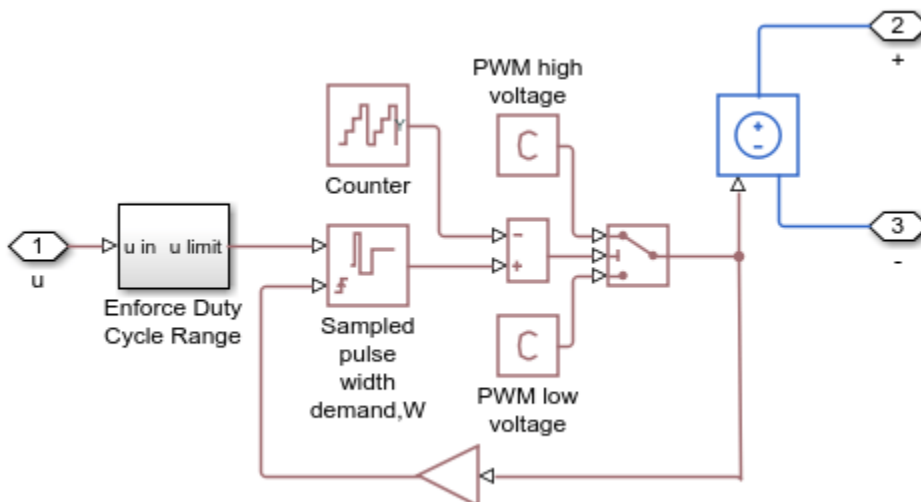 2
+
PWM high
voltage
C
Y
+
-
Counter
1
u
u in u limit
-
+
3
-
Enforce Duty
Cycle Range
Sampled
pulse
width
demand,W
C
PWM low
voltage